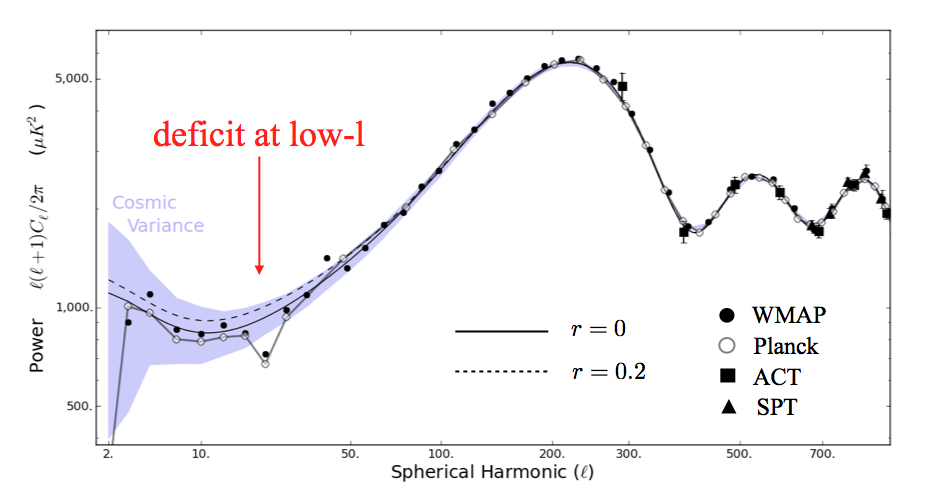 5,000.
1,000.
500.
Power ℓ(ℓ+1)C_ℓ/2π (μK²)
deficit at low-l
Cosmic
Variance
r = 0
r = 0.2
WMAP
Planck
ACT
SPT
2. 10. 50. 100. 200. 300. 500. 700.
Spherical Harmonic (ℓ)